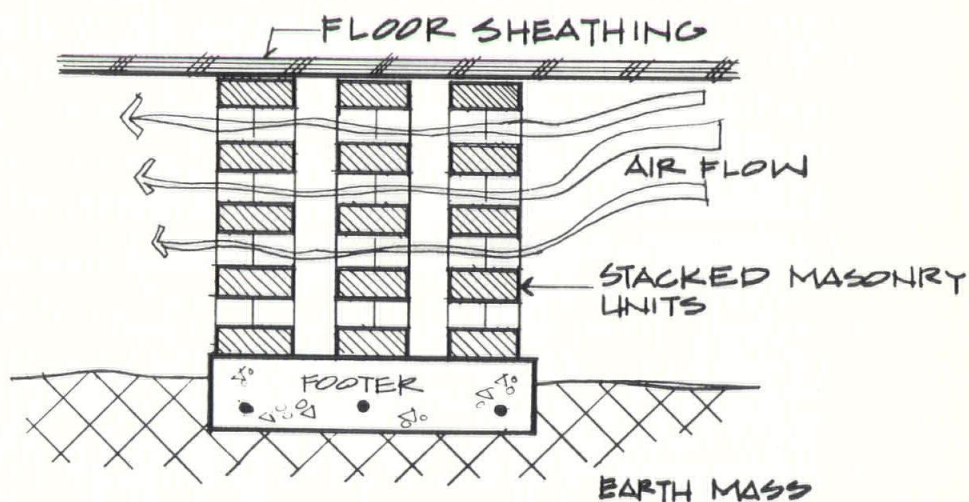 FLOOR SHEATHING
AIR FLOW
STACKED MASONRY
UNITS
FOOTER
EARTH MASS